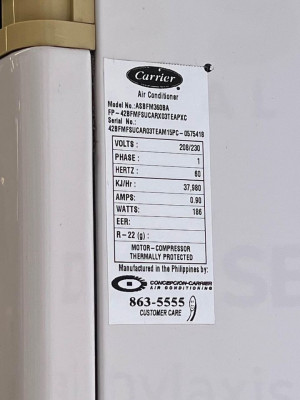 Carrier
Air Conditioner
Model No.:ASBFM360BA
FP-42BFMFSUCARX03TEAPXC
Serial No.:
42BFMFSUCAR03TEAM15PC-0575418
VOLTS : 208/230
PHASE : 1
HERTZ : 60
KJ/Hr : 37,980
AMPS: 0.90
WATTS: 186
EER:
R-22 (g) :
MOTOR-COMPRESSOR
THERMALLY PROTECTED
Manufactured in the Philippines by:
CONCEPCION-CARRIER
AIR CONDITIONING
863-5555
CUSTOMER CARE